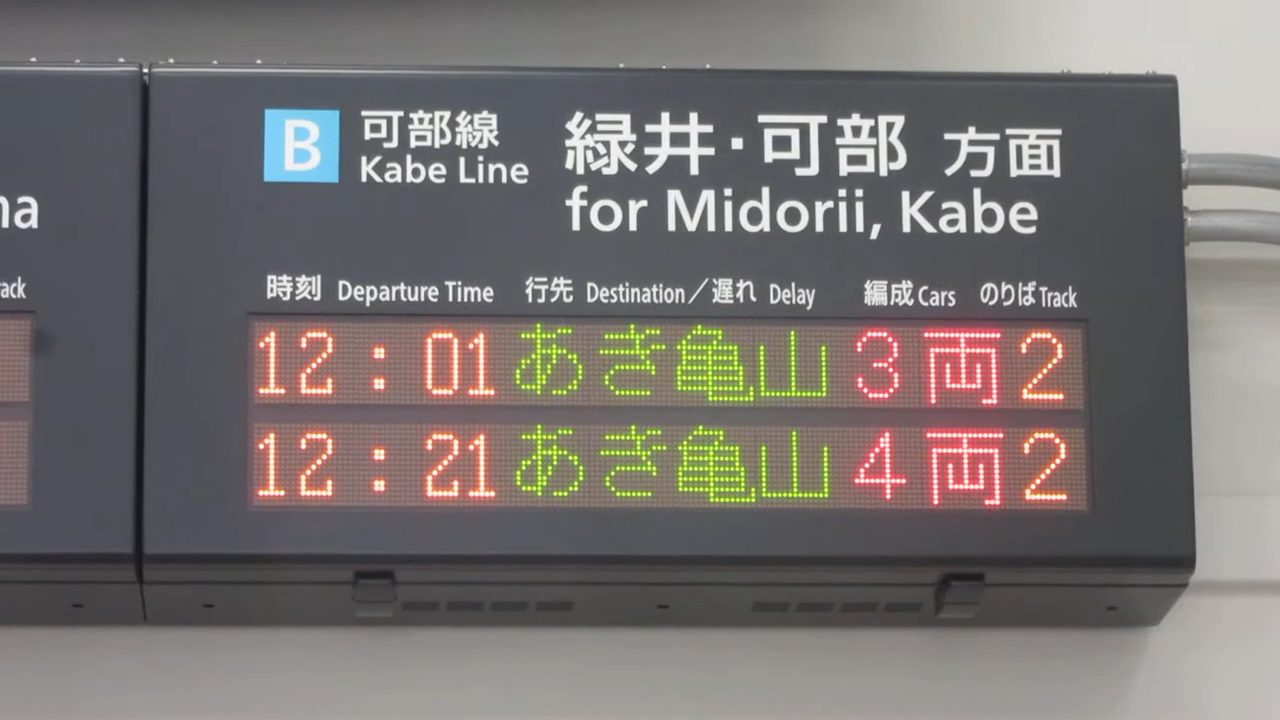 B 可部線 緑井・可部 方面
Kabe Line for Midorii, Kabe
時刻 Departure Time 行先 Destination／遅れ Delay 編成 Cars のりば Track
12:01 あき亀山 3両 2
12:21 あき亀山 4両 2